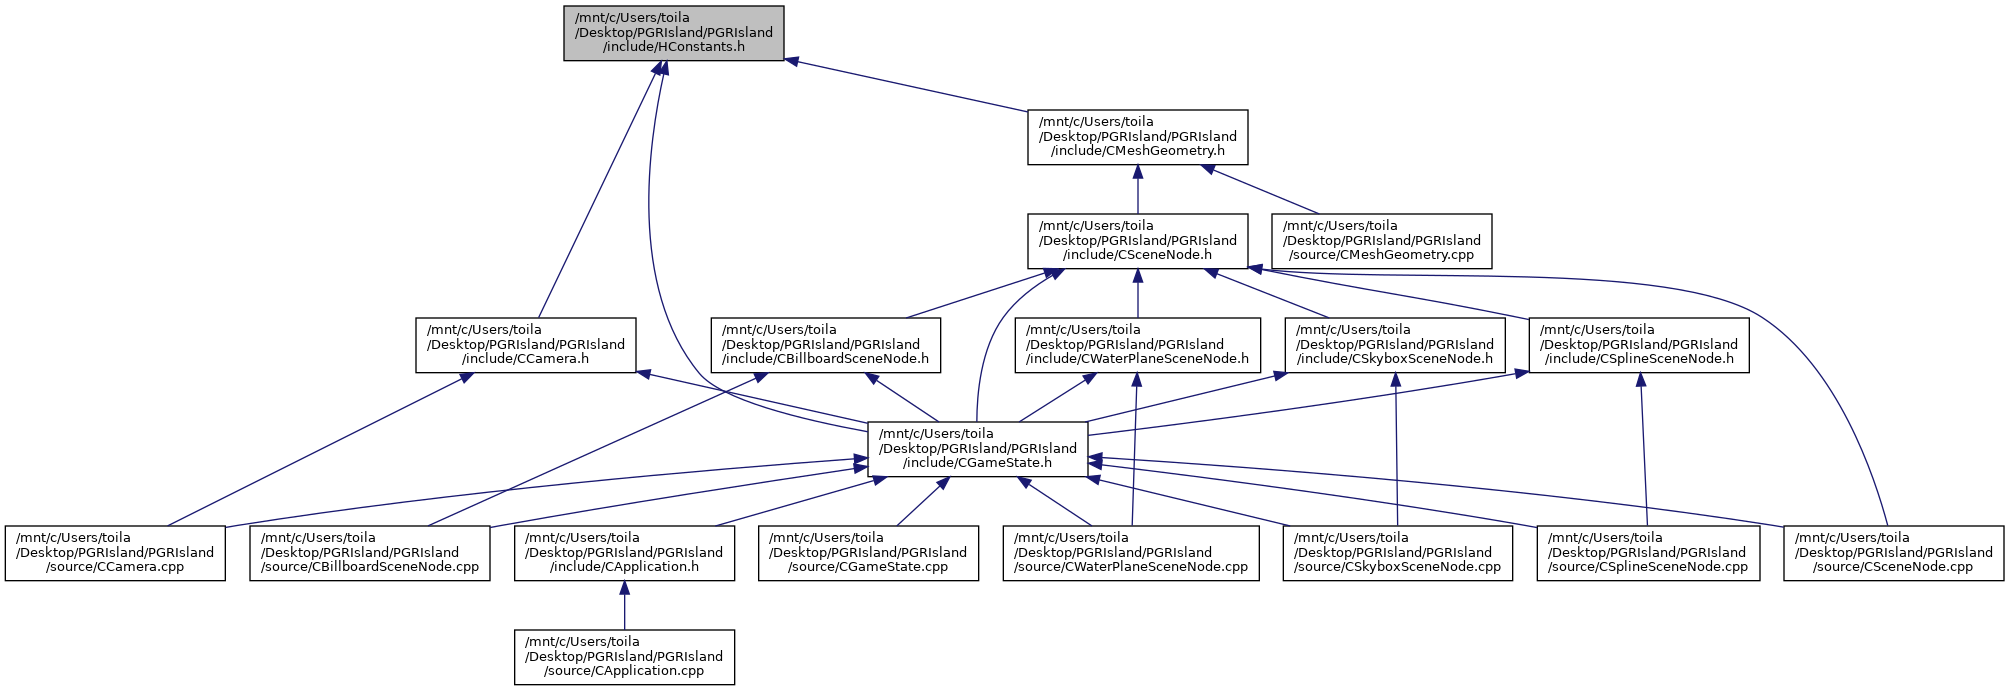 /mnt/c/Users/toila
/Desktop/PGRIsland/PGRIsland
/include/HConstants.h
/mnt/c/Users/toila
/Desktop/PGRIsland/PGRIsland
/include/CMeshGeometry.h
/mnt/c/Users/toila
/Desktop/PGRIsland/PGRIsland
/include/CSceneNode.h
/mnt/c/Users/toila
/Desktop/PGRIsland/PGRIsland
/source/CMeshGeometry.cpp
/mnt/c/Users/toila
/Desktop/PGRIsland/PGRIsland
/include/CCamera.h
/mnt/c/Users/toila
/Desktop/PGRIsland/PGRIsland
/include/CBillboardSceneNode.h
/mnt/c/Users/toila
/Desktop/PGRIsland/PGRIsland
/include/CWaterPlaneSceneNode.h
/mnt/c/Users/toila
/Desktop/PGRIsland/PGRIsland
/include/CSkyboxSceneNode.h
/mnt/c/Users/toila
/Desktop/PGRIsland/PGRIsland
/include/CSplineSceneNode.h
/mnt/c/Users/toila
/Desktop/PGRIsland/PGRIsland
/include/CGameState.h
/mnt/c/Users/toila
/Desktop/PGRIsland/PGRIsland
/source/CCamera.cpp
/mnt/c/Users/toila
/Desktop/PGRIsland/PGRIsland
/source/CBillboardSceneNode.cpp
/mnt/c/Users/toila
/Desktop/PGRIsland/PGRIsland
/include/CApplication.h
/mnt/c/Users/toila
/Desktop/PGRIsland/PGRIsland
/source/CGameState.cpp
/mnt/c/Users/toila
/Desktop/PGRIsland/PGRIsland
/source/CWaterPlaneSceneNode.cpp
/mnt/c/Users/toila
/Desktop/PGRIsland/PGRIsland
/source/CSkyboxSceneNode.cpp
/mnt/c/Users/toila
/Desktop/PGRIsland/PGRIsland
/source/CSplineSceneNode.cpp
/mnt/c/Users/toila
/Desktop/PGRIsland/PGRIsland
/source/CSceneNode.cpp
/mnt/c/Users/toila
/Desktop/PGRIsland/PGRIsland
/source/CApplication.cpp